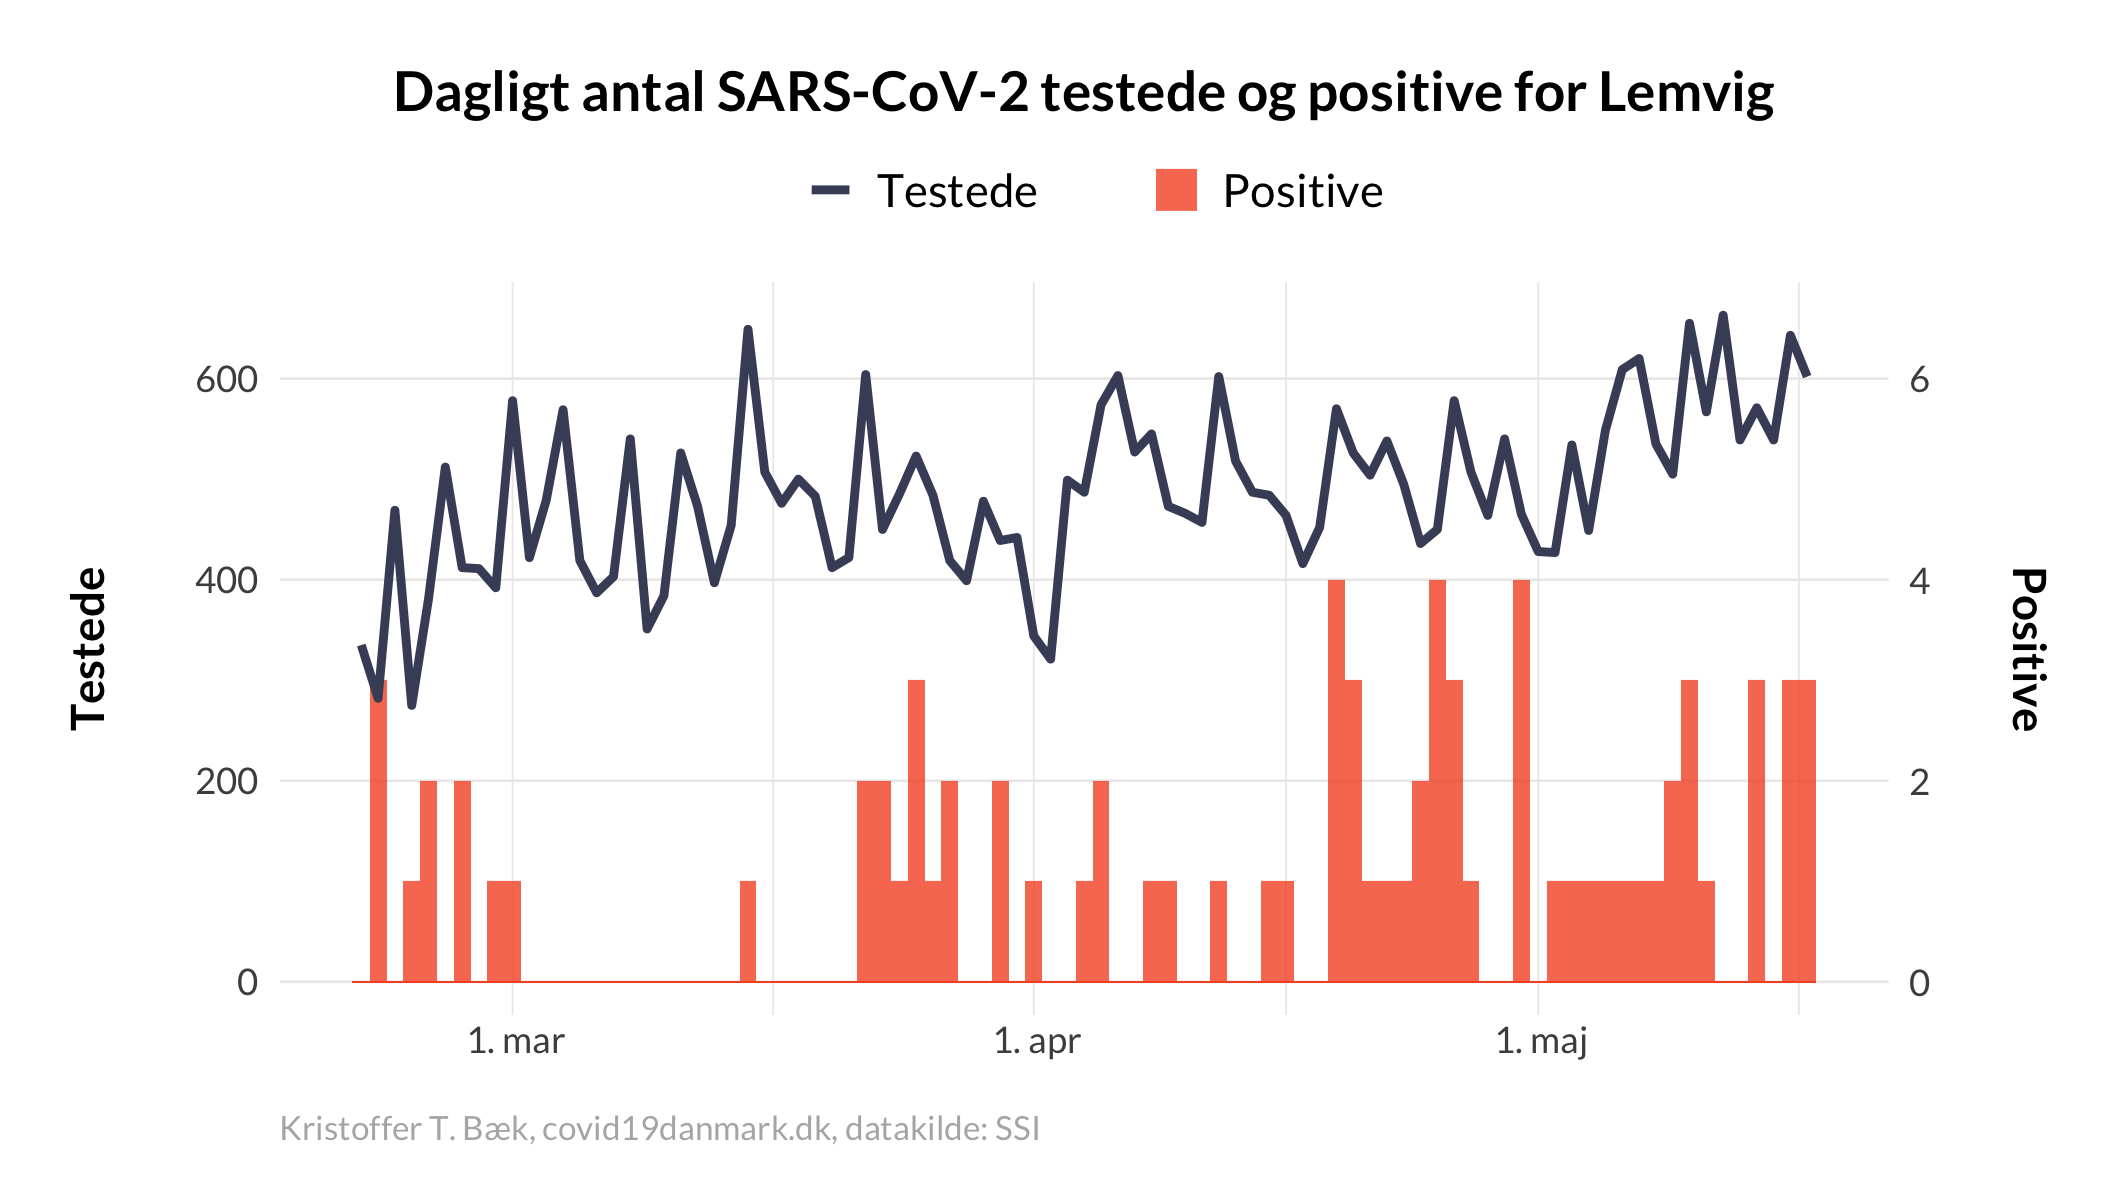 Dagligt antal SARS-CoV-2 testede og positive for Lemvig
Testede
Positive
600
400
200
0
6
4
2
0
Testede
Positive
1. mar
1. apr
1. maj
Kristoffer T. Bæk, covid19danmark.dk, datakilde: SSI